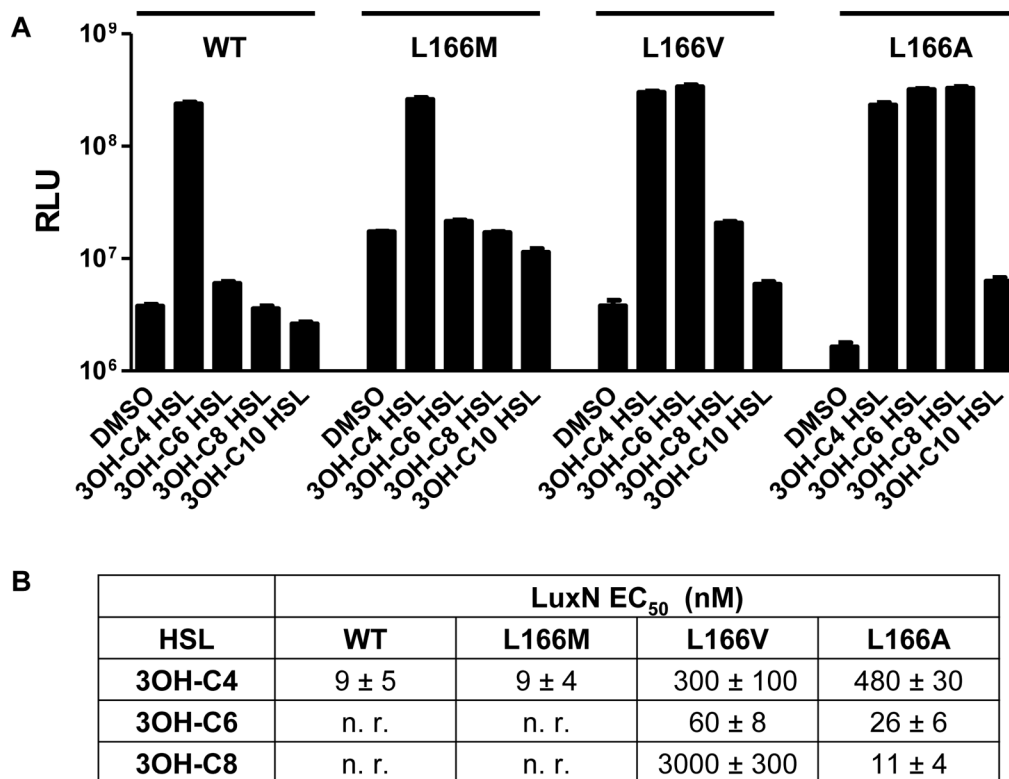 A
WT L166M L166V L166A
RLU
10⁹
10⁸
10⁷
10⁶
DMSO 3OH-C4 HSL 3OH-C6 HSL 3OH-C8 HSL 3OH-C10 HSL DMSO 3OH-C4 HSL 3OH-C6 HSL 3OH-C8 HSL 3OH-C10 HSL DMSO 3OH-C4 HSL 3OH-C6 HSL 3OH-C8 HSL 3OH-C10 HSL DMSO 3OH-C4 HSL 3OH-C6 HSL 3OH-C8 HSL 3OH-C10 HSL
B
LuxN EC₅₀ (nM)
HSL WT L166M L166V L166A
3OH-C4 9 ± 5 9 ± 4 300 ± 100 480 ± 30
3OH-C6 n. r. n. r. 60 ± 8 26 ± 6
3OH-C8 n. r. n. r. 3000 ± 300 11 ± 4